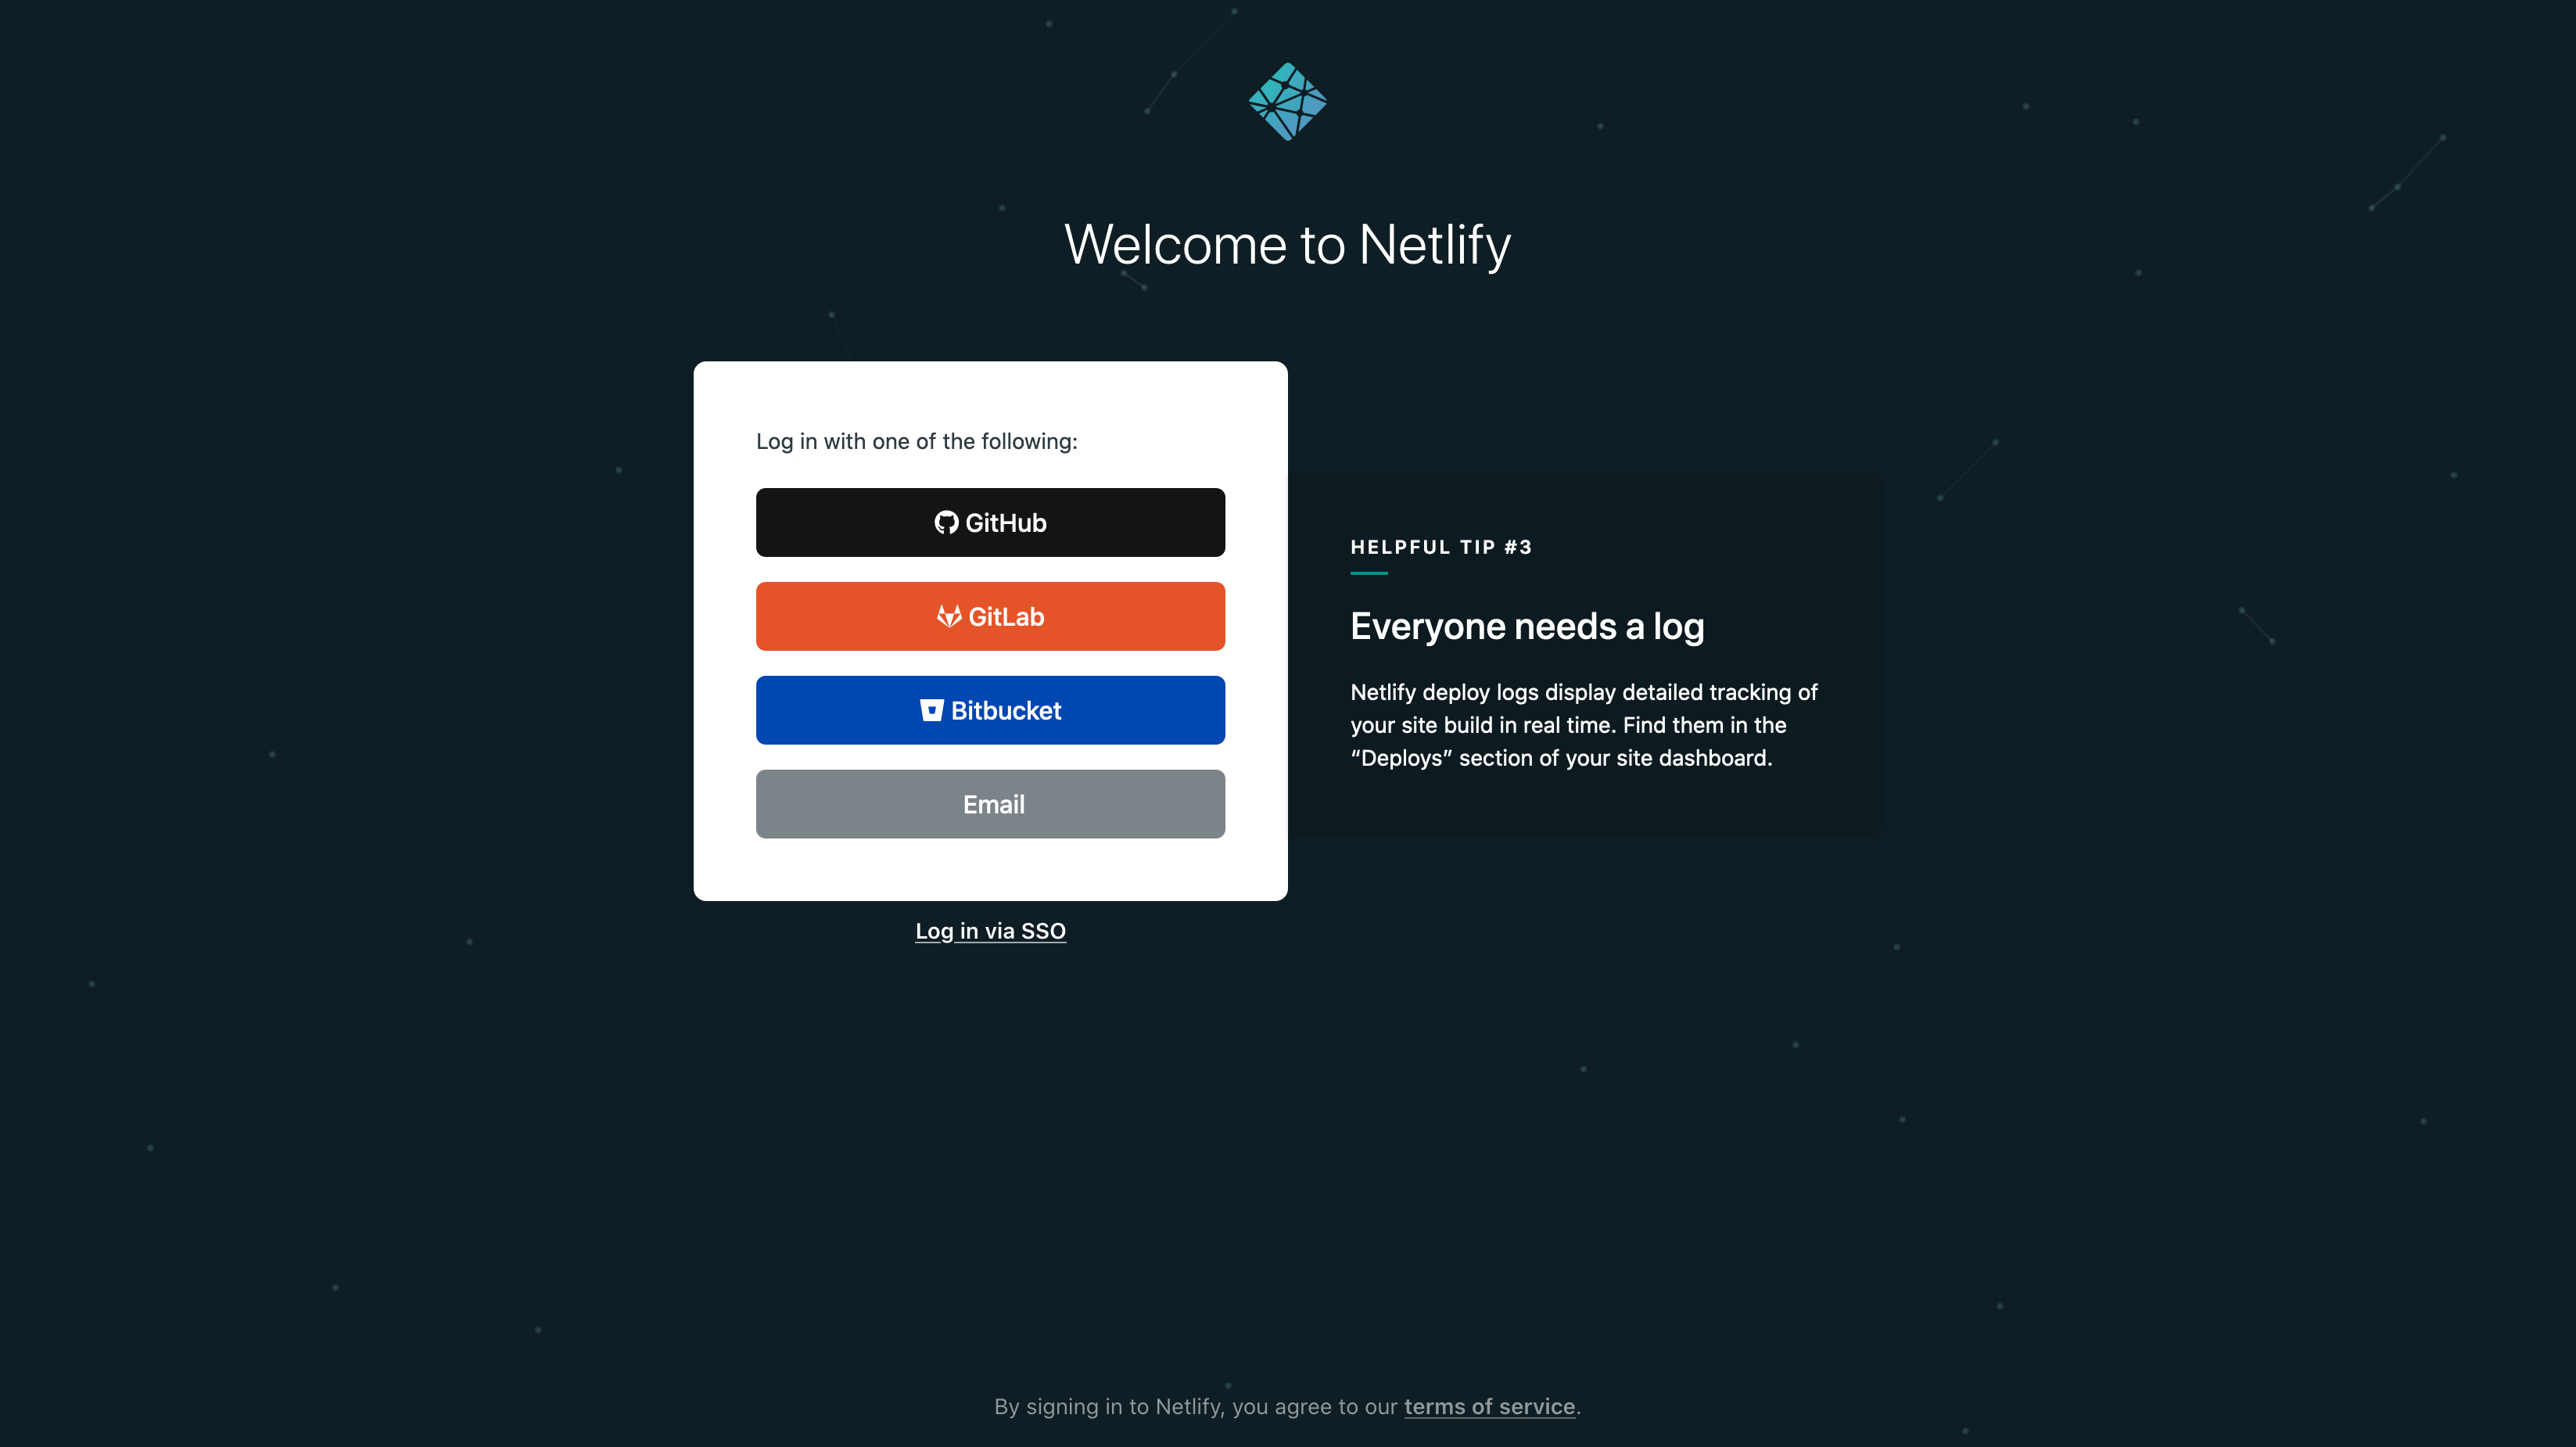 Welcome to Netlify
Log in with one of the following:
GitHub
GitLab
Bitbucket
Email
Log in via SSO
HELPFUL TIP #3
Everyone needs a log
Netlify deploy logs display detailed tracking of
your site build in real time. Find them in the
“Deploys” section of your site dashboard.
By signing in to Netlify, you agree to our terms of service.